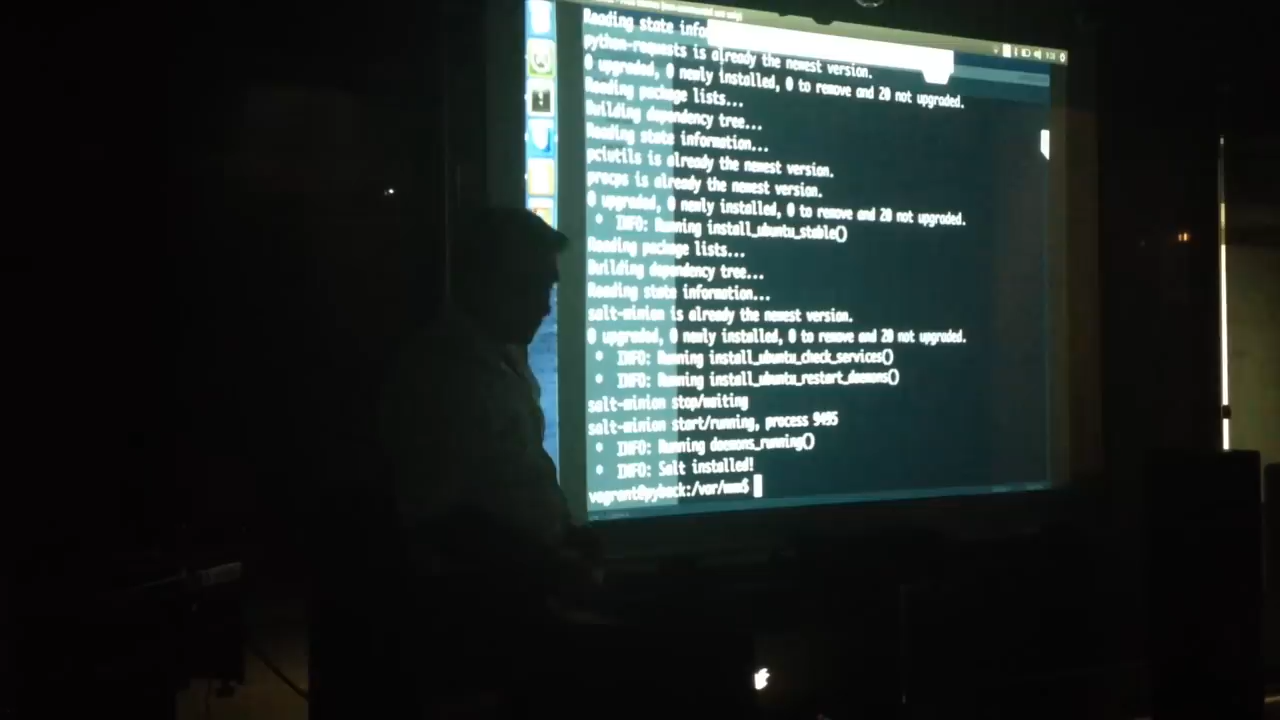 Reading state info
python-requests is already the newest version.
0 upgraded, 0 newly installed, 0 to remove and 20 not upgraded.
Reading package lists...
Building dependency tree...
Reading state information...
pciutils is already the newest version.
procps is already the newest version.
0 upgraded, 0 newly installed, 0 to remove and 20 not upgraded.
* INFO: Running install_ubuntu_stable()
Reading package lists...
Building dependency tree...
Reading state information...
salt-minion is already the newest version.
0 upgraded, 0 newly installed, 0 to remove and 20 not upgraded.
* INFO: Running install_ubuntu_check_services()
* INFO: Running install_ubuntu_restart_daemons()
salt-minion stop/waiting
salt-minion start/running, process 9495
* INFO: Running daemons_running()
* INFO: Salt installed!
vagrant@pyback:/var/www$